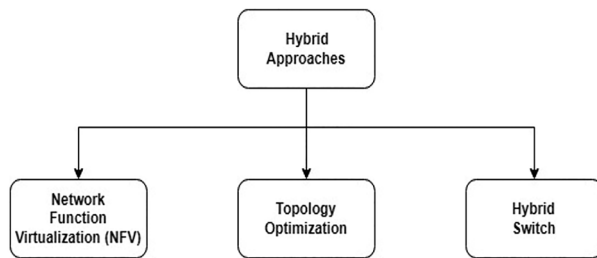 Hybrid
Approaches
Network
Function
Virtualization (NFV)
Topology
Optimization
Hybrid
Switch